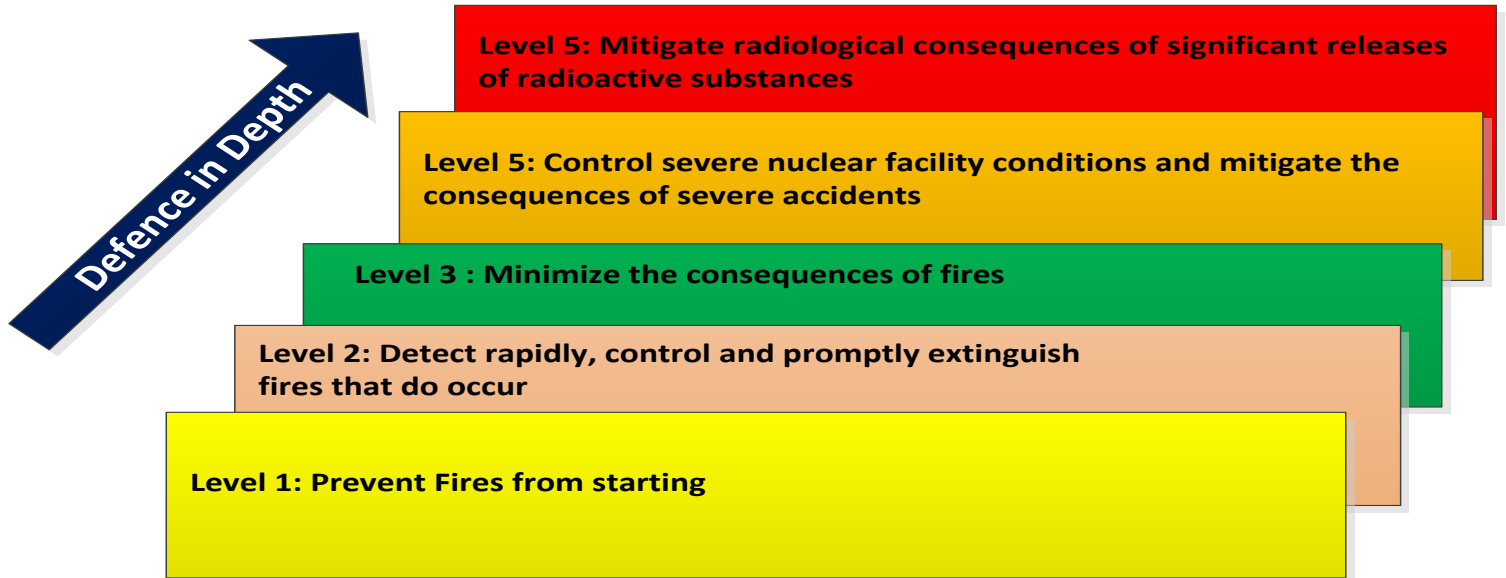 Defence in Depth
Level 5: Mitigate radiological consequences of significant releases
of radioactive substances
Level 5: Control severe nuclear facility conditions and mitigate the
consequences of severe accidents
Level 3 : Minimize the consequences of fires
Level 2: Detect rapidly, control and promptly extinguish
fires that do occur
Level 1: Prevent Fires from starting